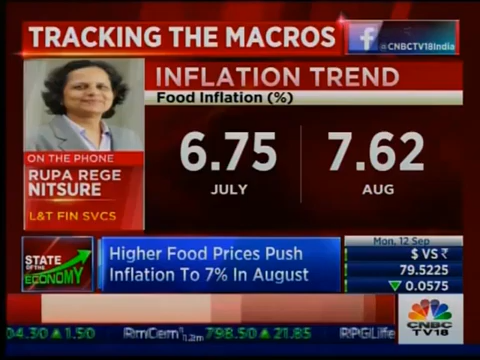 TRACKING THE MACROS
f
@CNBCTV18India
INFLATION TREND
Food Inflation (%)
6.75
7.62
JULY
AUG
ON THE PHONE
RUPA REGE
NITSURE
L&T FIN SVCS
STATE
OF THE
ECONOMY
Higher Food Prices Push
Inflation To 7% In August
Mon, 12 Sep
$ VS ₹
79.5225
▼ 0.0575
CNBC
TV18
04.30 ▲ 1.50 RmCem 1.2m 798.50 ▲ 21.85 RPGLife